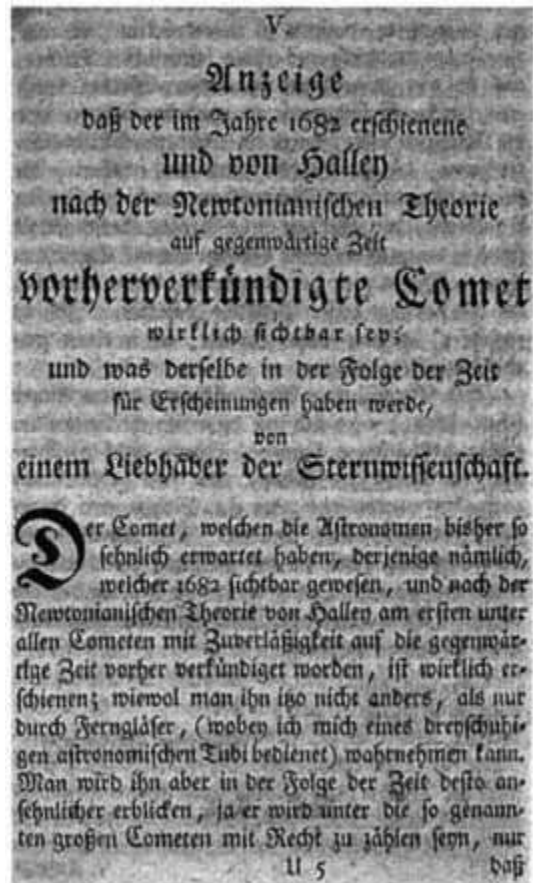 V.
Anzeige
daß der im Jahre 1682 erschienene
und von Halley
nach der Newtonianischen Theorie
auf gegenwärtige Zeit
vorherverkündigte Comet
wirklich sichtbar sey;
und was derselbe in der Folge der Zeit
für Erscheinungen haben werde,
von
einem Liebhäber der Sternwissenschaft.
Der Comet, welchen die Astronomen bisher so
sehnlich erwartet haben, derjenige nämlich,
welcher 1682 sichtbar gewesen, und nach der
Newtonianischen Theorie von Halley am ersten unter
allen Cometen mit Zuverläßigkeit auf die gegenwär-
tige Zeit vorher verkündiget worden, ist wirklich er-
schienen; wiewol man ihn itzo nicht anders, als nur
durch Ferngläser, (wobey ich mich eines dreyschuhi-
gen astronomischen Tubi bedienet) wahrnehmen kann.
Man wird ihn aber in der Folge der Zeit desto an-
sehnlicher erblicken, ja er wird unter die so genann-
ten großen Cometen mit Recht zu zählen seyn, nur
U 5 daß